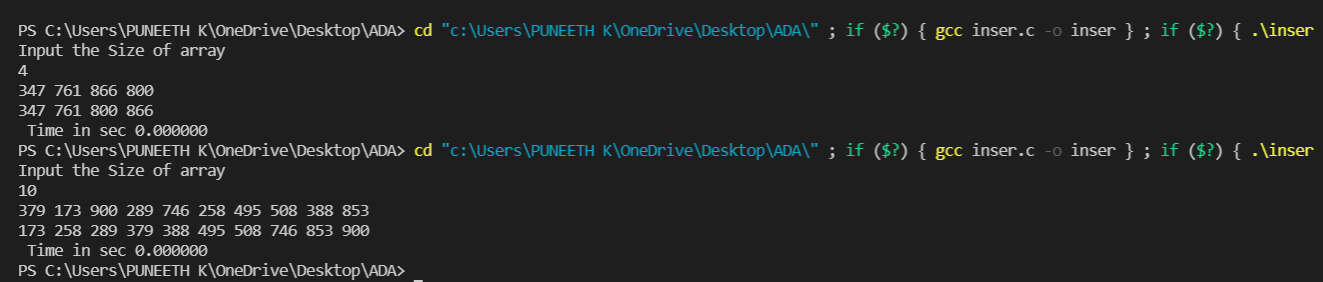 PS C:\Users\PUNEETH K\OneDrive\Desktop\ADA> cd "c:\Users\PUNEETH K\OneDrive\Desktop\ADA\" ; if ($?) { gcc inser.c -o inser } ; if ($?) { .\inser
Input the Size of array
4
347 761 866 800
347 761 800 866
 Time in sec 0.000000
PS C:\Users\PUNEETH K\OneDrive\Desktop\ADA> cd "c:\Users\PUNEETH K\OneDrive\Desktop\ADA\" ; if ($?) { gcc inser.c -o inser } ; if ($?) { .\inser
Input the Size of array
10
379 173 900 289 746 258 495 508 388 853
173 258 289 379 388 495 508 746 853 900
 Time in sec 0.000000
PS C:\Users\PUNEETH K\OneDrive\Desktop\ADA>